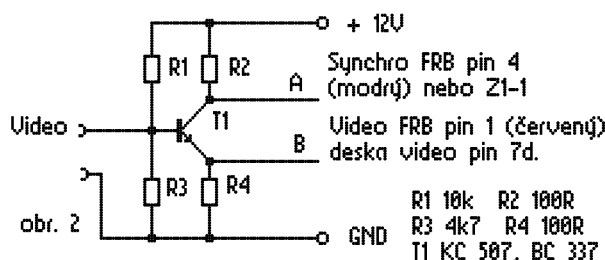 + 12V
R1
R2
A
Synchro FRB pin 4
(modrý) nebo Z1-1
T1
Video
B
Video FRB pin 1 (červený)
deska video pin 7d.
R3
R4
R1 10k R2 100R
R3 4k7 R4 100R
T1 KC 507, BC 337
obr. 2
GND